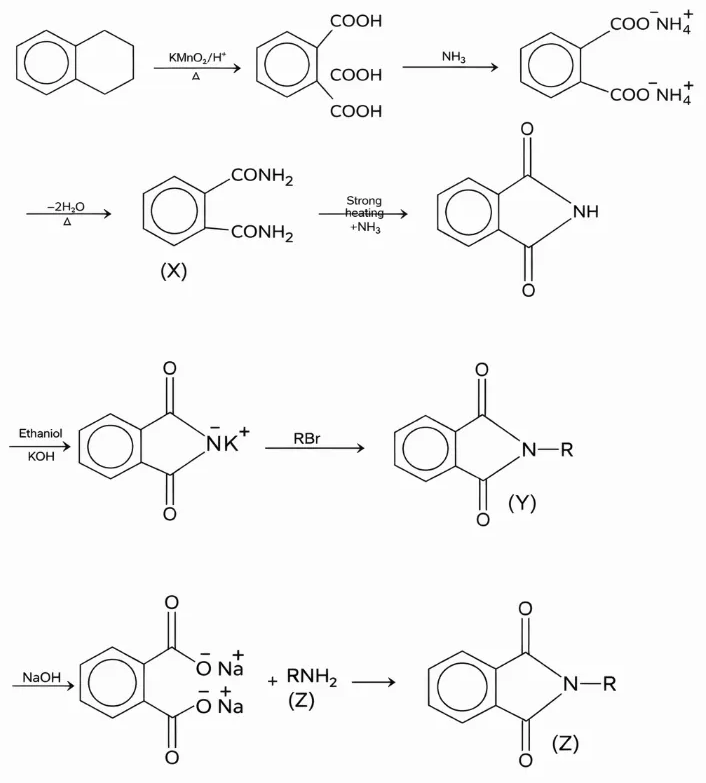 KMnO₂/H⁺
Δ
COOH
COOH
COOH
NH₃
COO⁻NH₄⁺
COO⁻NH₄⁺
–2H₂O
Δ
CONH₂
CONH₂
(X)
Strong
heating
+NH₃
O
NH
O
Ethaniol
KOH
O
N⁻K⁺
O
RBr
O
N—R
O
(Y)
NaOH
O
O⁻Na⁺
O⁻Na⁺
O
+ RNH₂
(Z)
O
N—R
O
(Z)